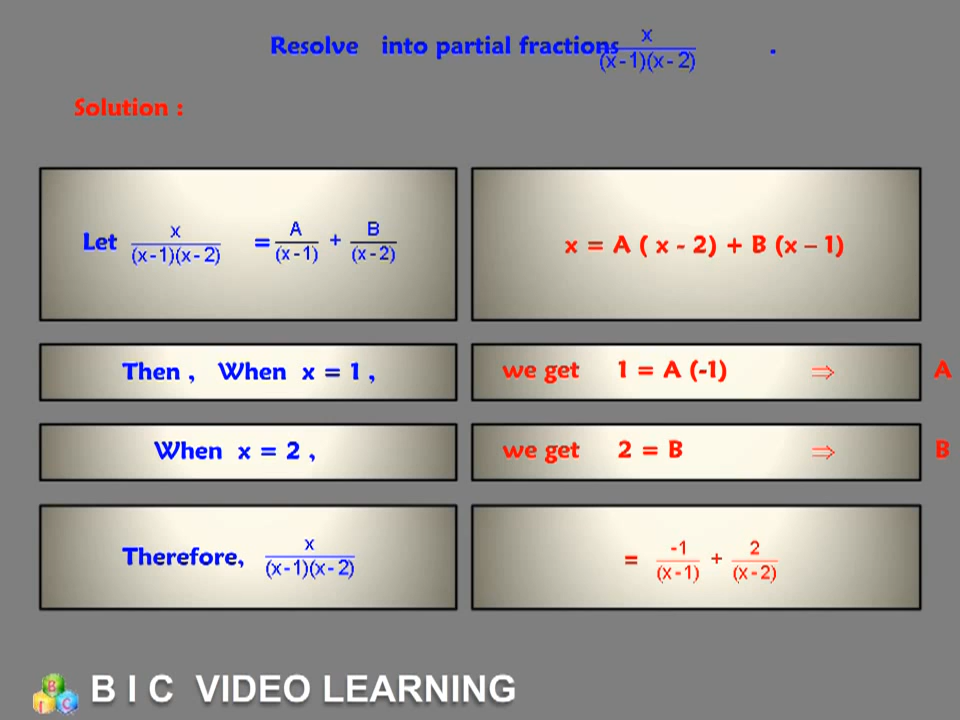 Resolve into partial fractions x/((x-1)(x-2)) .
Solution :
Let x/((x-1)(x-2)) = A/(x-1) + B/(x-2)
x = A ( x - 2) + B (x – 1)
Then , When x = 1 ,
we get 1 = A (-1) ⇒ A
When x = 2 ,
we get 2 = B ⇒ B
Therefore, x/((x-1)(x-2))
= -1/(x-1) + 2/(x-2)
B I C VIDEO LEARNING